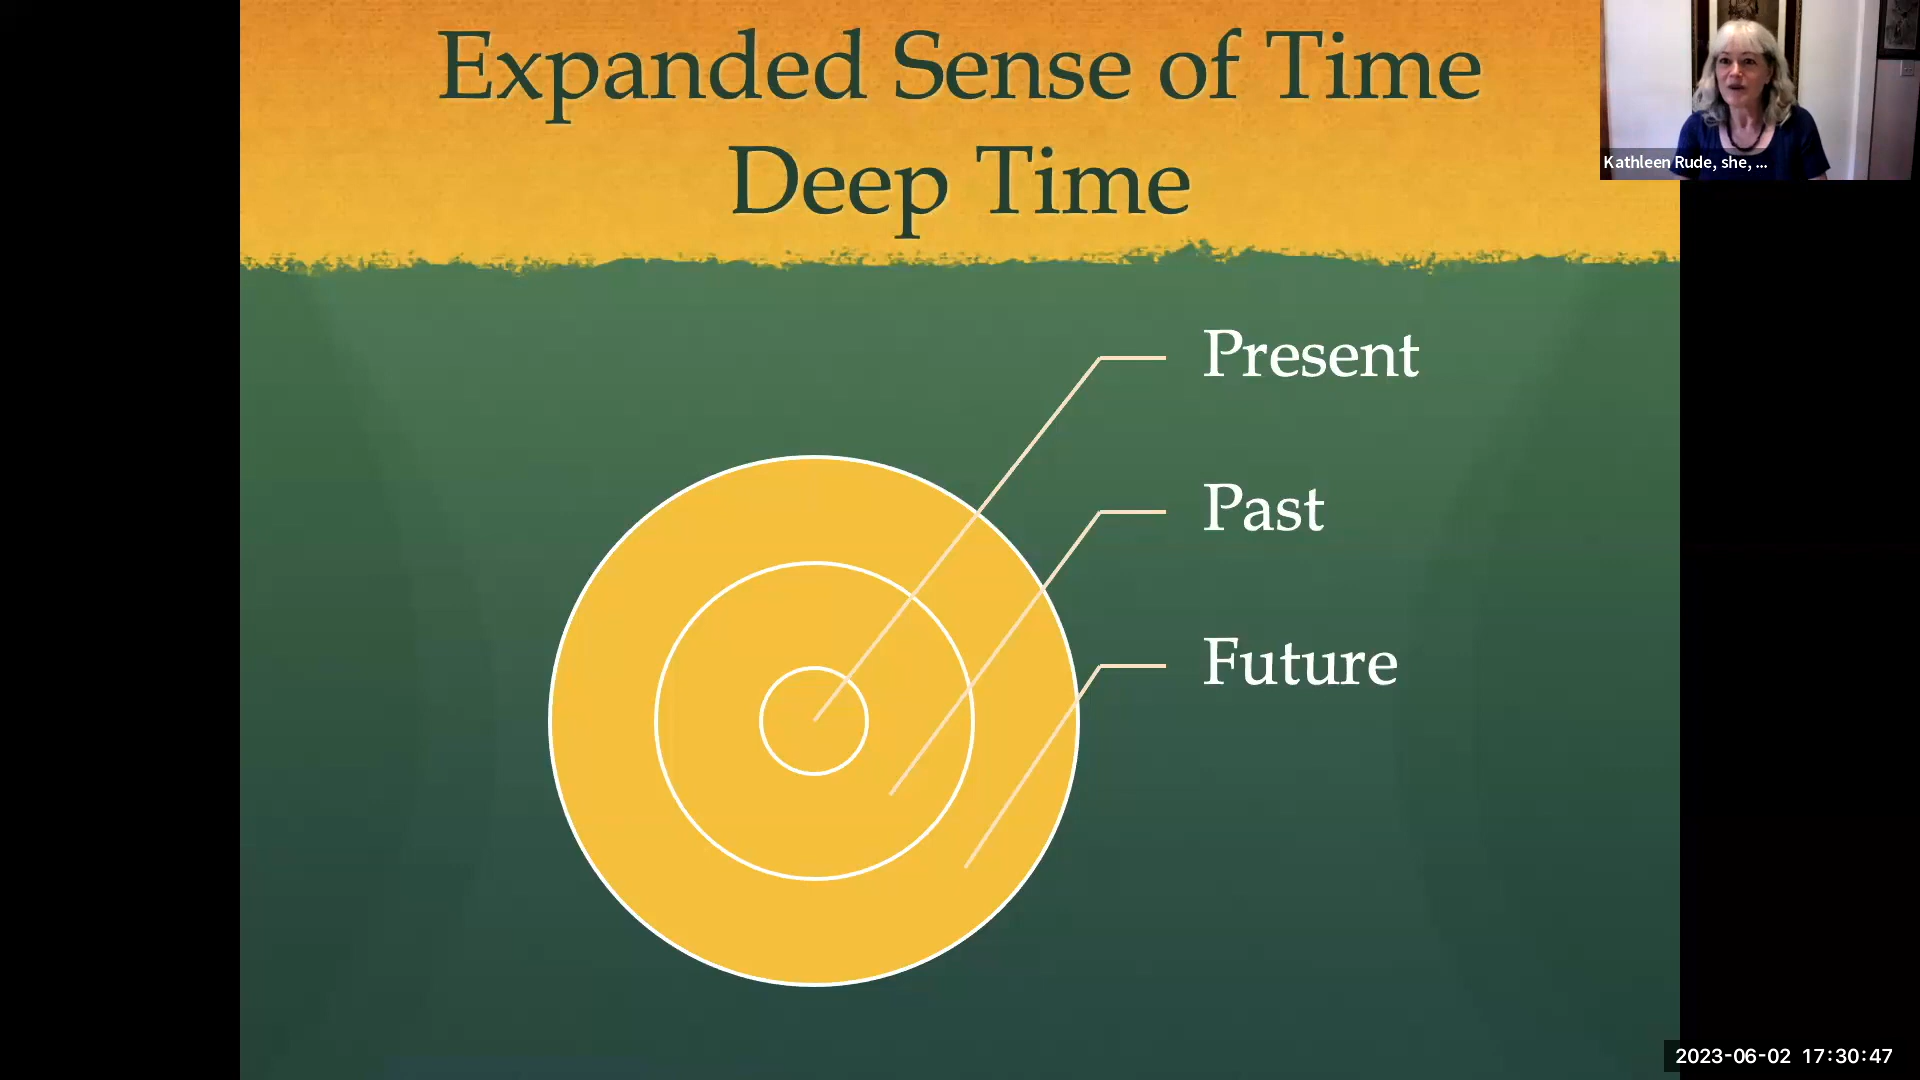 Expanded Sense of Time
Deep Time
Kathleen Rude, she, ...
Present
Past
Future
2023-06-02 17:30:47